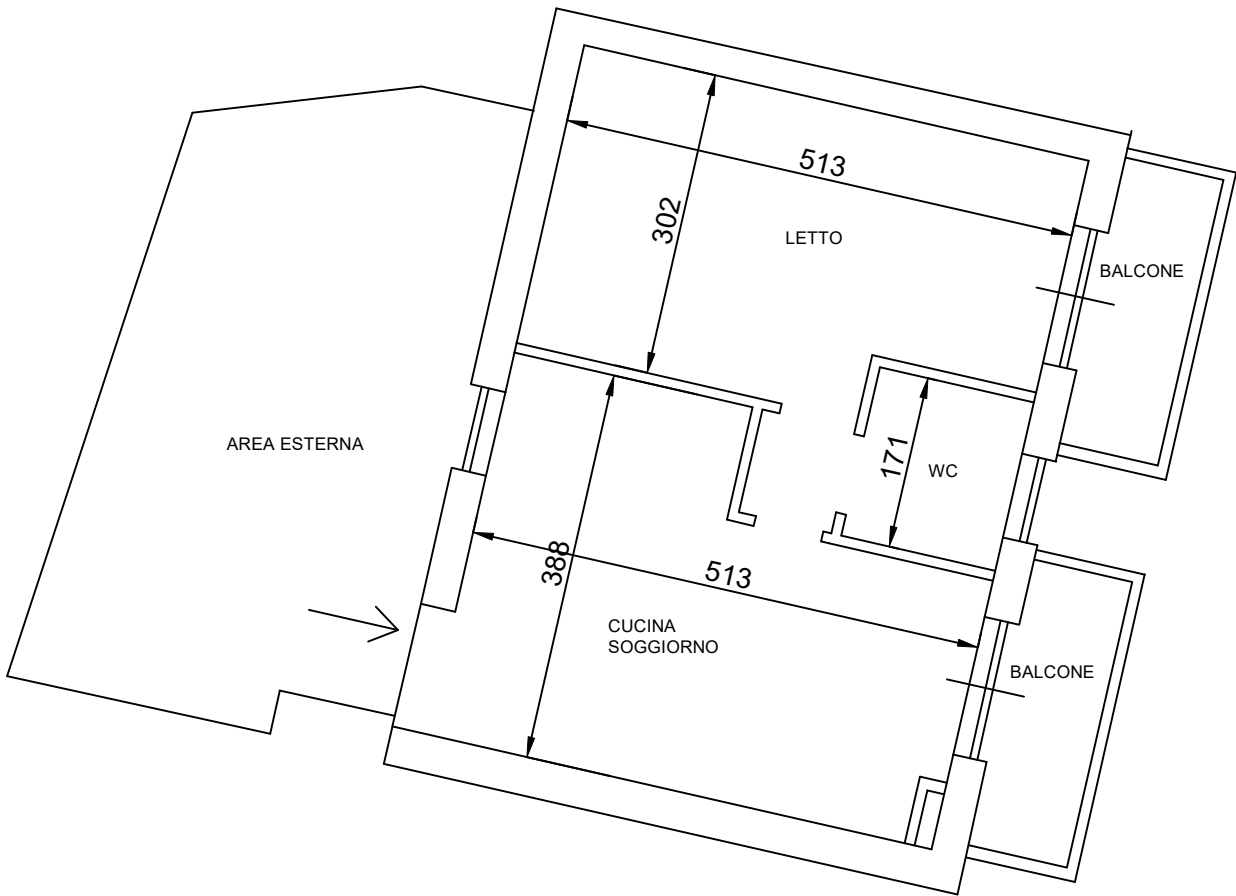 513
302
LETTO
BALCONE
AREA ESTERNA
171
WC
388
513
CUCINA
SOGGIORNO
BALCONE